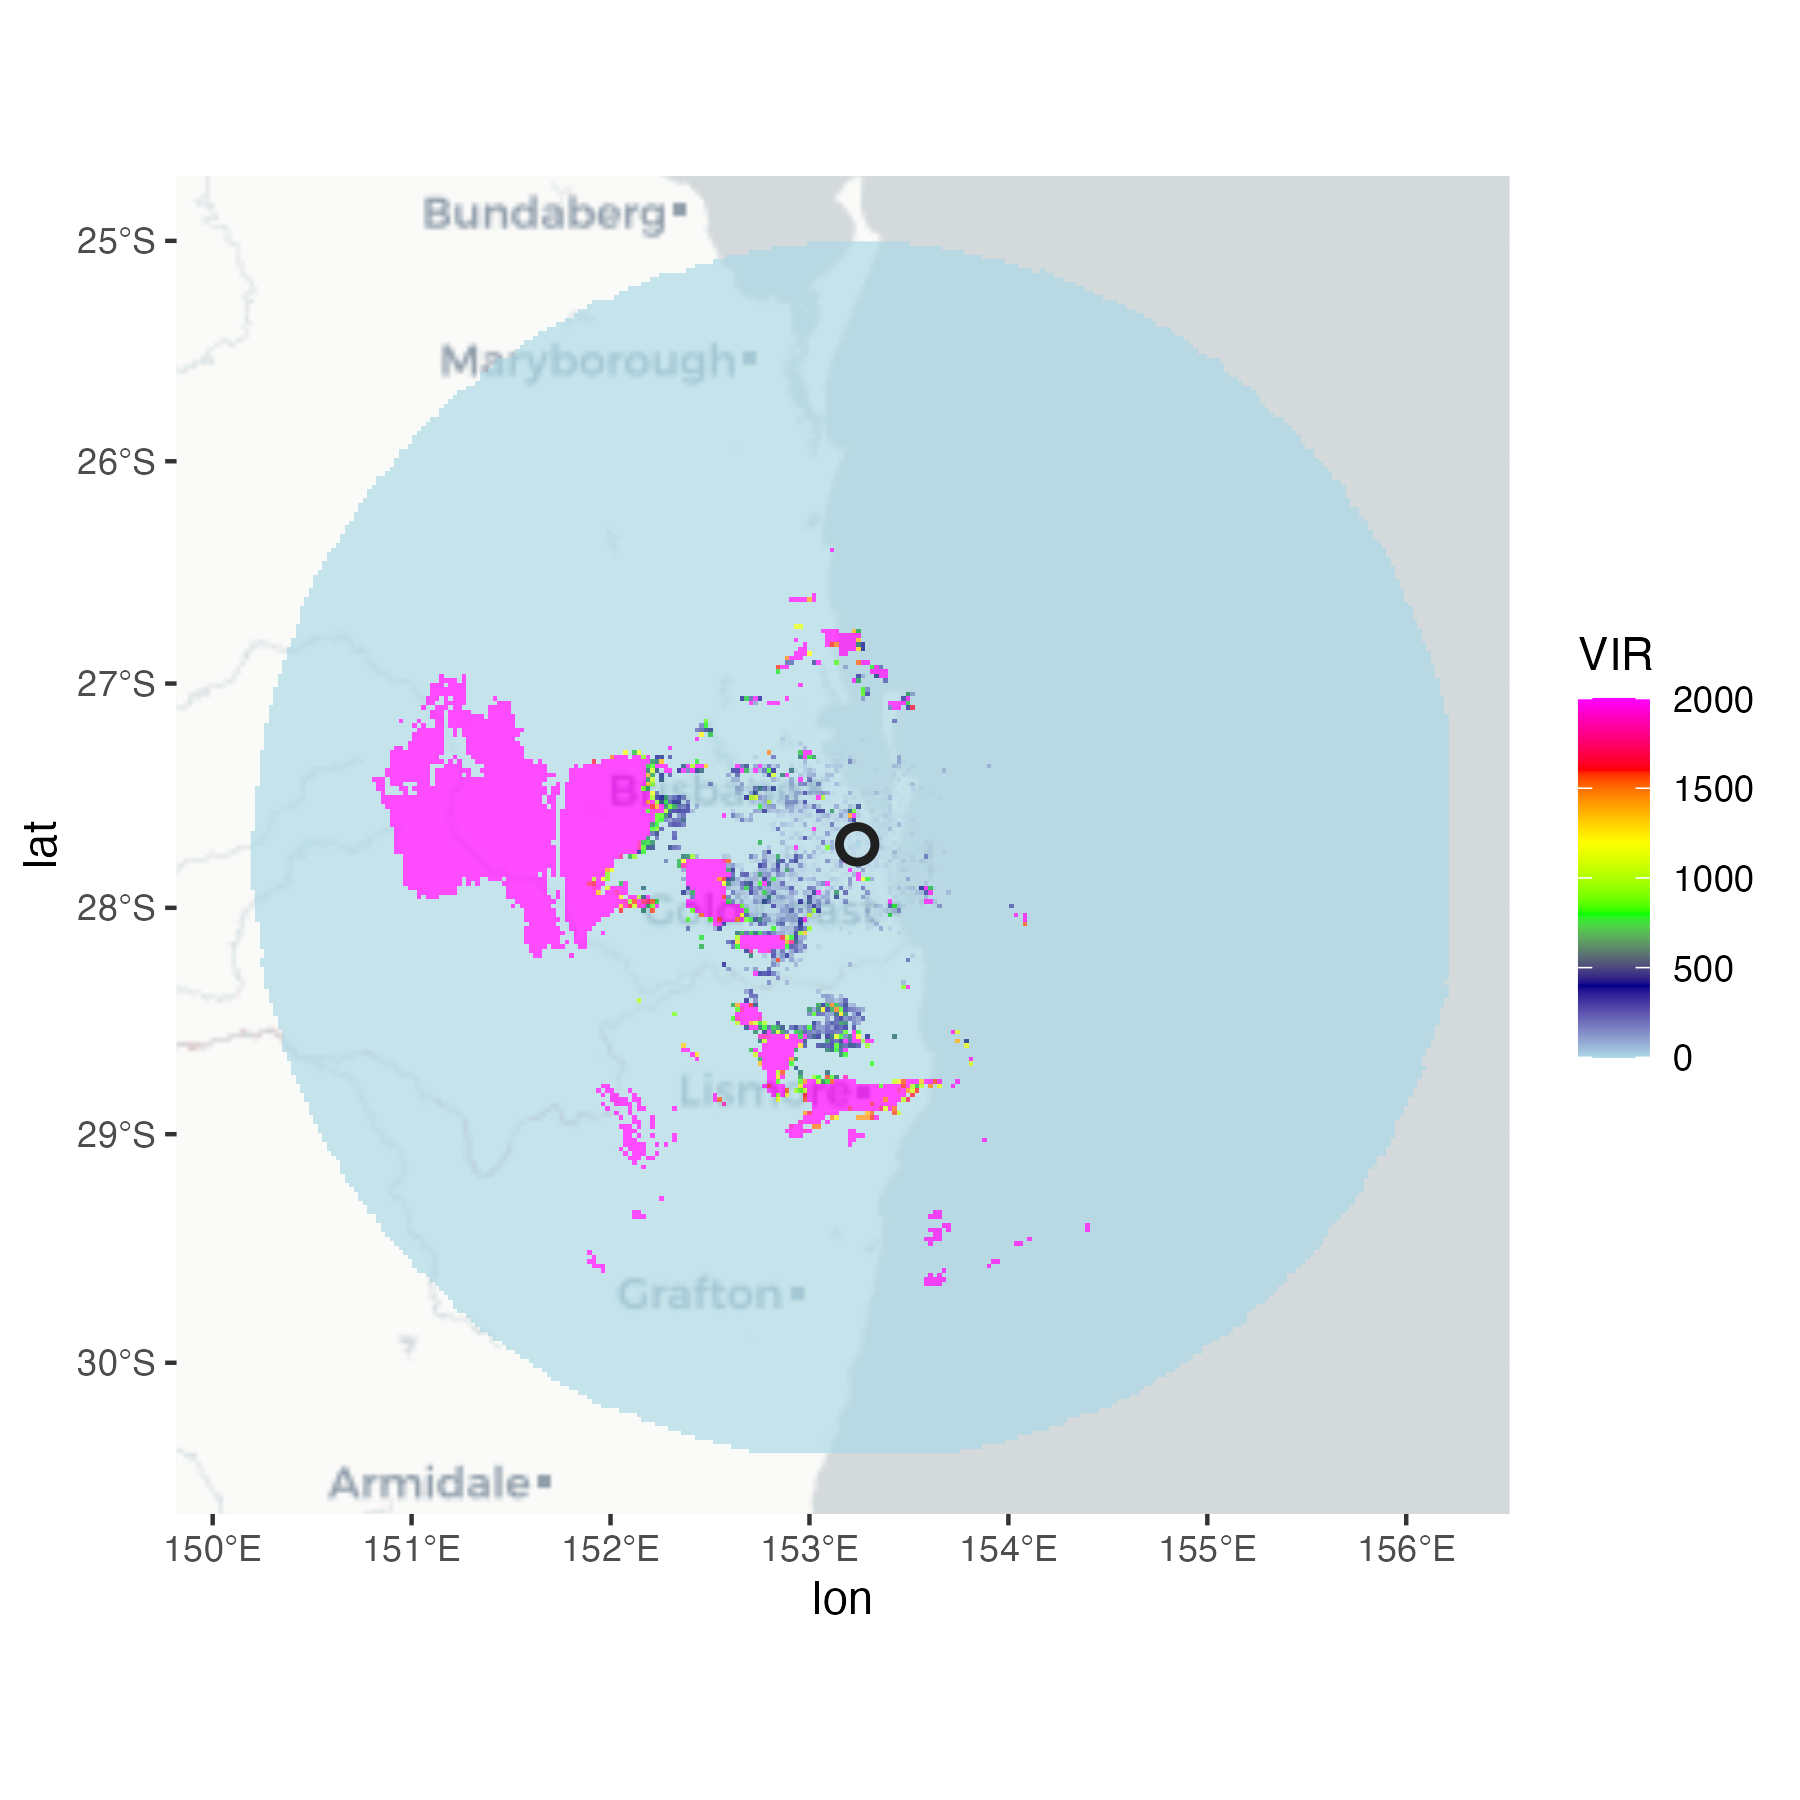 Bundaberg
Maryborough
Brisbane
Gold Coast
Lismore
Grafton
Armidale
25°S
26°S
27°S
28°S
29°S
30°S
lat
150°E
151°E
152°E
153°E
154°E
155°E
156°E
lon
VIR
2000
1500
1000
500
0